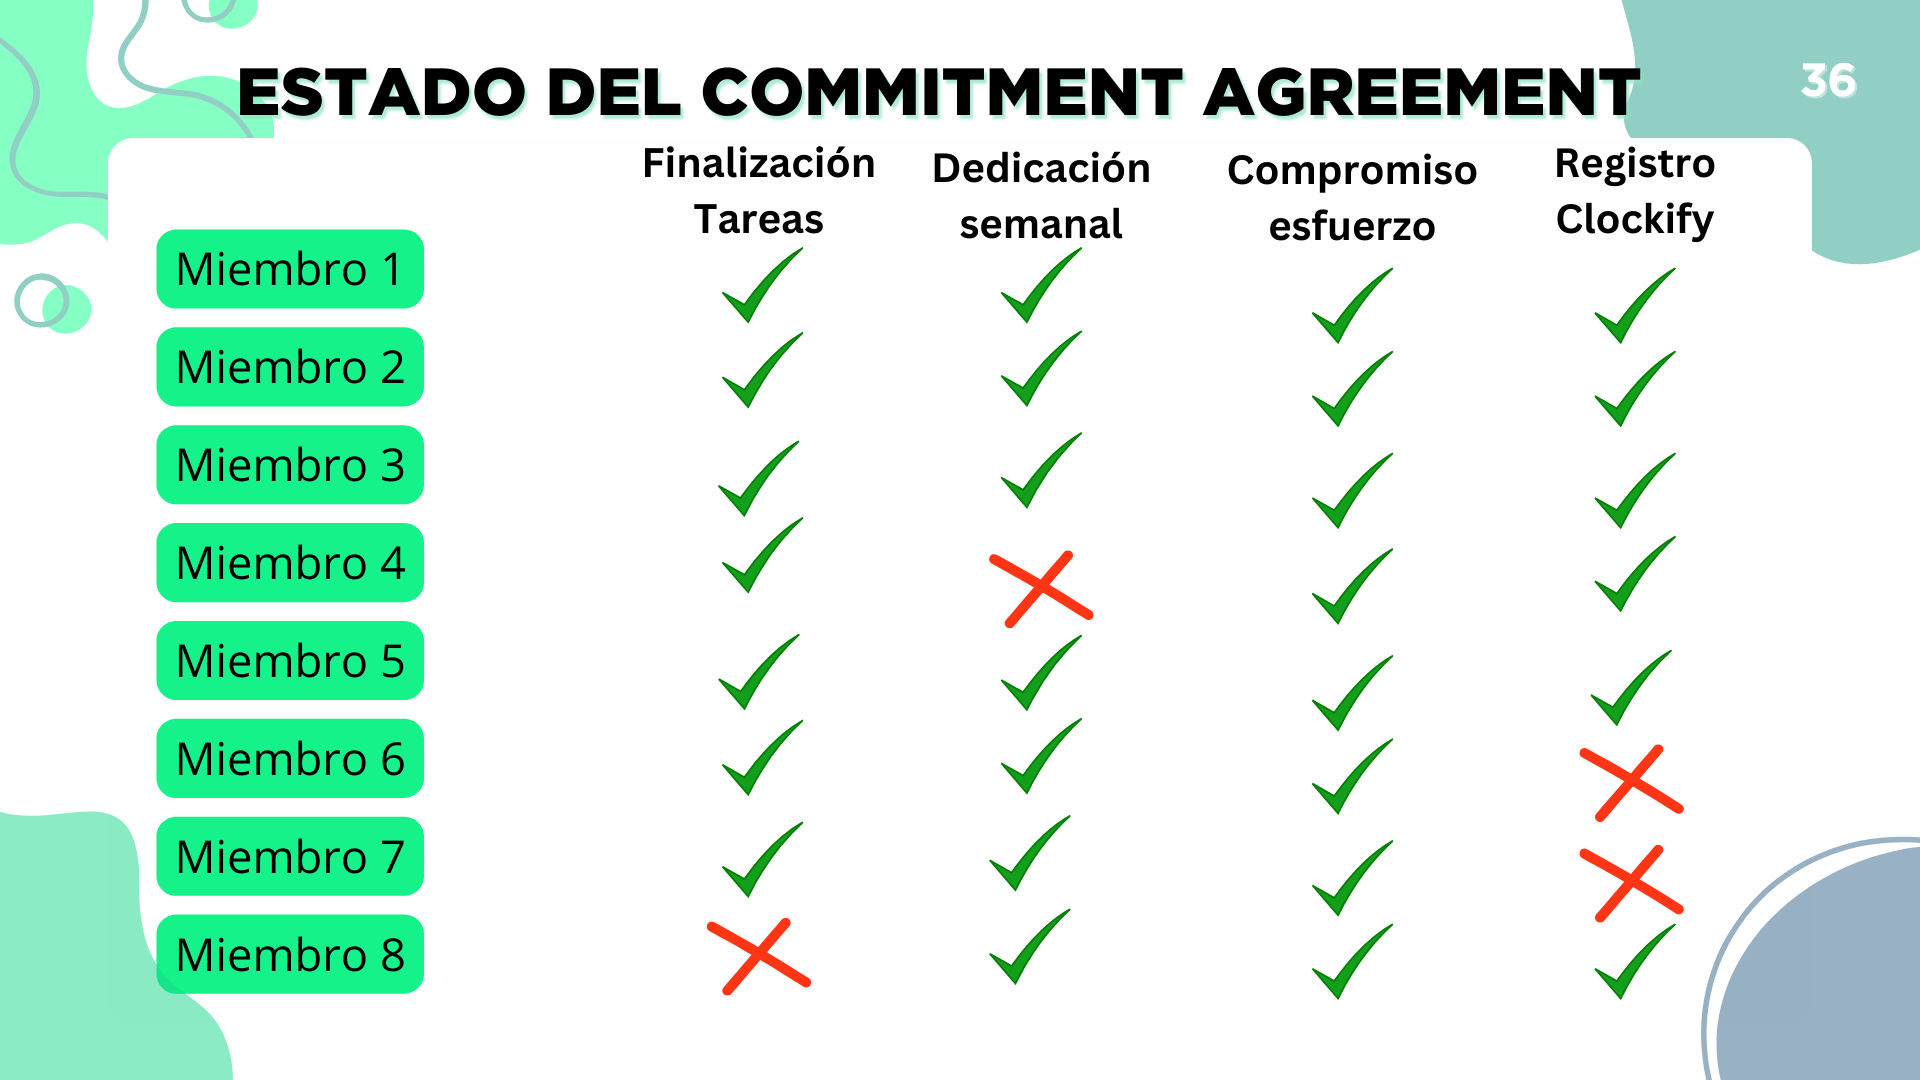 ESTADO DEL COMMITMENT AGREEMENT
36
Finalización
Tareas
Dedicación
semanal
Compromiso
esfuerzo
Registro
Clockify
Miembro 1
Miembro 2
Miembro 3
Miembro 4
Miembro 5
Miembro 6
Miembro 7
Miembro 8